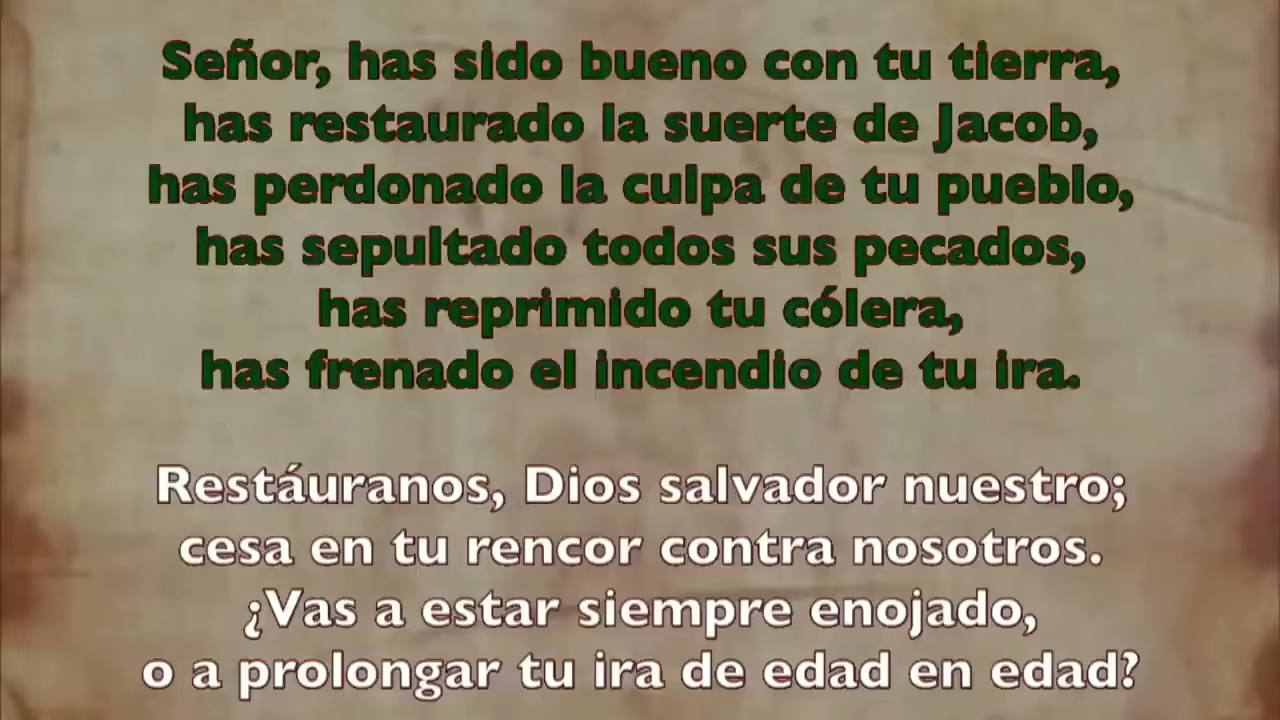 Señor, has sido bueno con tu tierra,
has restaurado la suerte de Jacob,
has perdonado la culpa de tu pueblo,
has sepultado todos sus pecados,
has reprimido tu cólera,
has frenado el incendio de tu ira.
Restáuranos, Dios salvador nuestro;
cesa en tu rencor contra nosotros.
¿Vas a estar siempre enojado,
o a prolongar tu ira de edad en edad?